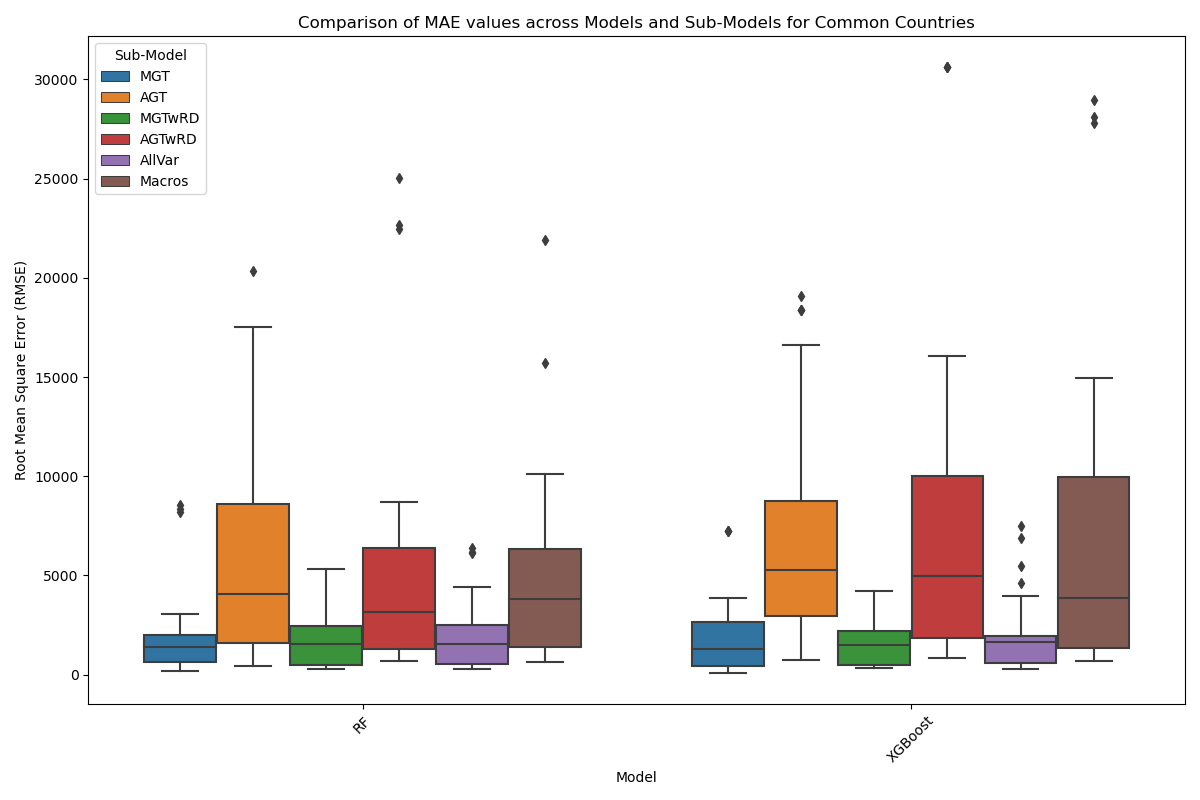 Comparison of MAE values across Models and Sub-Models for Common Countries
Sub-Model
MGT
AGT
MGTwRD
AGTwRD
AllVar
Macros
Root Mean Square Error (RMSE)
30000
25000
20000
15000
10000
5000
0
RF
XGBoost
Model